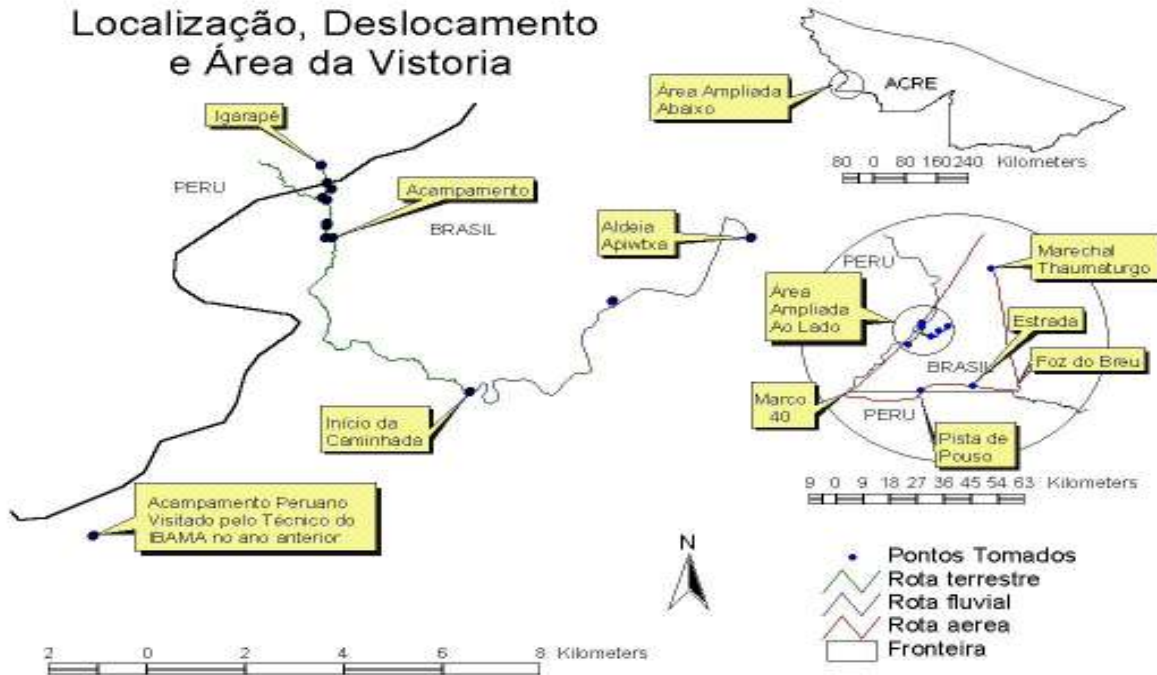 Localização, Deslocamento
e Área da Vistoria
Igarapé
PERU
Acampamento
BRASIL
Aldeia
Apiwtxa
Início da
Caminhada
Acampamento Peruano
Visitado pelo Técnico do
IBAMA no ano anterior
2 0 2 4 6 8 Kilometers
N
Área Ampliada
Abaixo
ACRE
80 0 80 160 240 Kilometers
PERU
Marechal
Thaumaturgo
Área
Ampliada
Ao Lado
Estrada
BRASIL
Foz do Breu
Marco
40
PERU
Pista de
Pouso
9 0 9 18 27 36 45 54 63 Kilometers
Pontos Tomados
Rota terrestre
Rota fluvial
Rota aerea
Fronteira